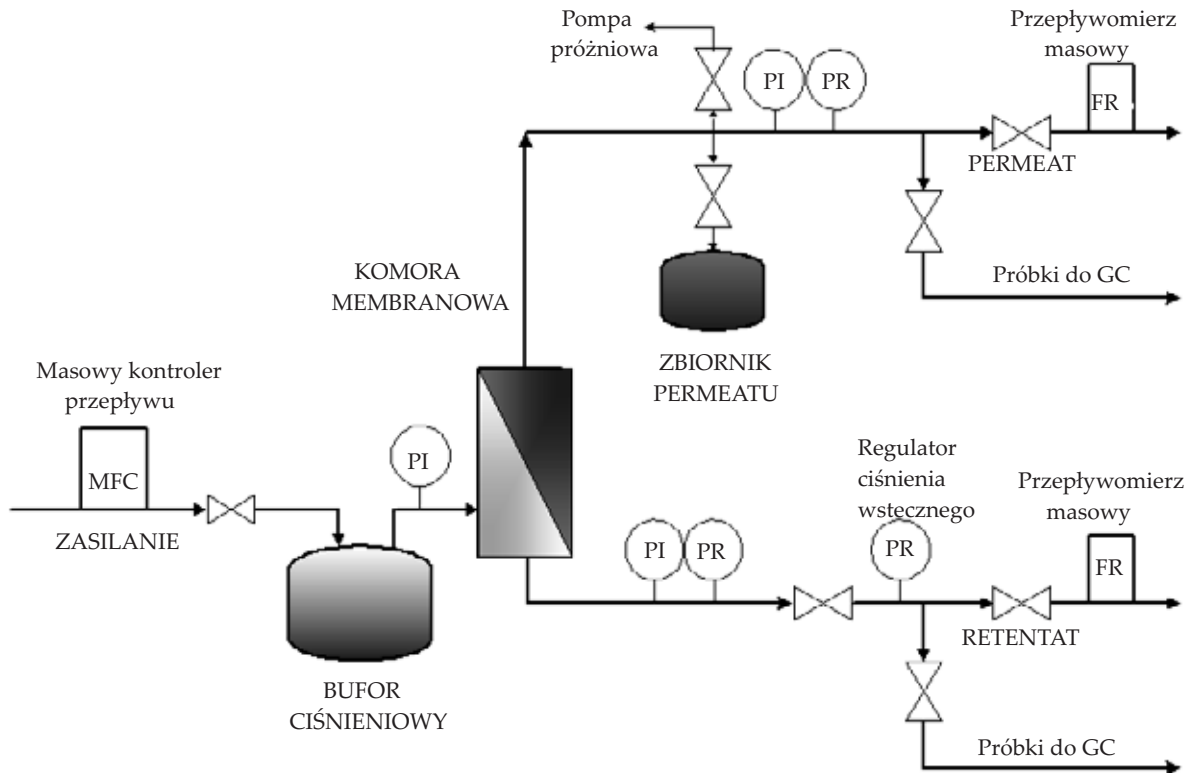 Pompa
próżniowa
Przepływomierz
masowy
PI
PR
FR
PERMEAT
KOMORA
MEMBRANOWA
Próbki do GC
ZBIORNIK
PERMEATU
Masowy kontroler
przepływu
MFC
PI
ZASILANIE
BUFOR
CIŚNIENIOWY
PI
PR
Regulator
ciśnienia
wstecznego
PR
Przepływomierz
masowy
FR
RETENTAT
Próbki do GC